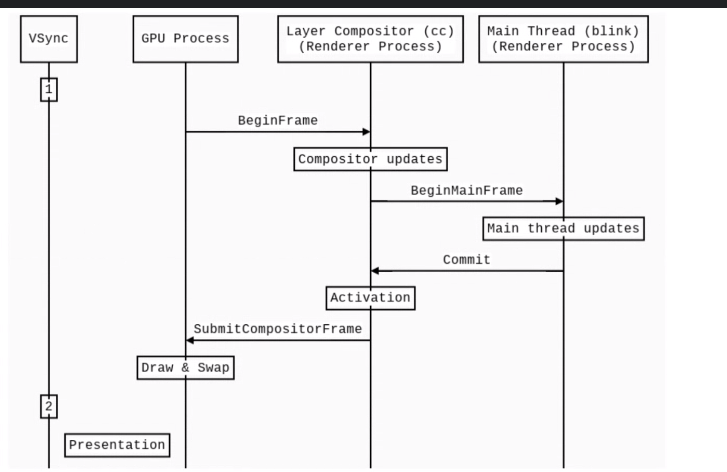 VSync
GPU Process
Layer Compositor (cc)
(Renderer Process)
Main Thread (blink)
(Renderer Process)
1
BeginFrame
Compositor updates
BeginMainFrame
Main thread updates
Commit
Activation
SubmitCompositorFrame
Draw & Swap
2
Presentation